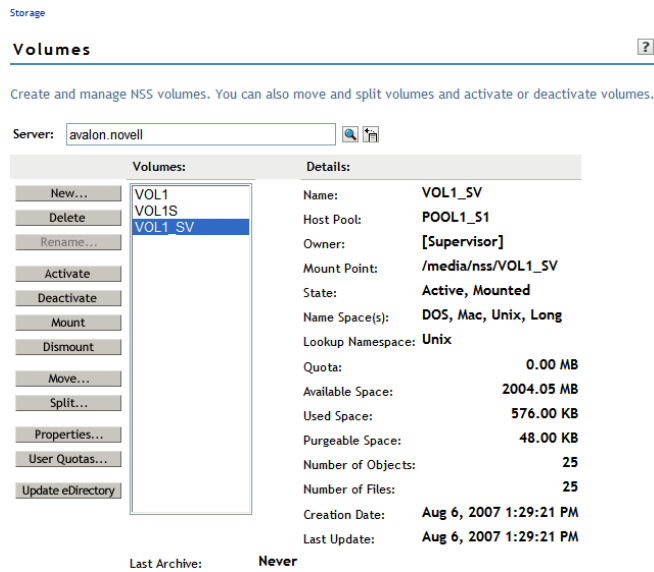 Storage
Volumes
?
Create and manage NSS volumes. You can also move and split volumes and activate or deactivate volumes.
Server: avalon.novell
Volumes: Details:
New...
Delete
Rename...
Activate
Deactivate
Mount
Dismount
Move...
Split...
Properties...
User Quotas...
Update eDirectory
VOL1
VOL1S
VOL1_SV
Name: VOL1_SV
Host Pool: POOL1_S1
Owner: [Supervisor]
Mount Point: /media/nss/VOL1_SV
State: Active, Mounted
Name Space(s): DOS, Mac, Unix, Long
Lookup Namespace: Unix
Quota: 0.00 MB
Available Space: 2004.05 MB
Used Space: 576.00 KB
Purgeable Space: 48.00 KB
Number of Objects: 25
Number of Files: 25
Creation Date: Aug 6, 2007 1:29:21 PM
Last Update: Aug 6, 2007 1:29:21 PM
Last Archive: Never